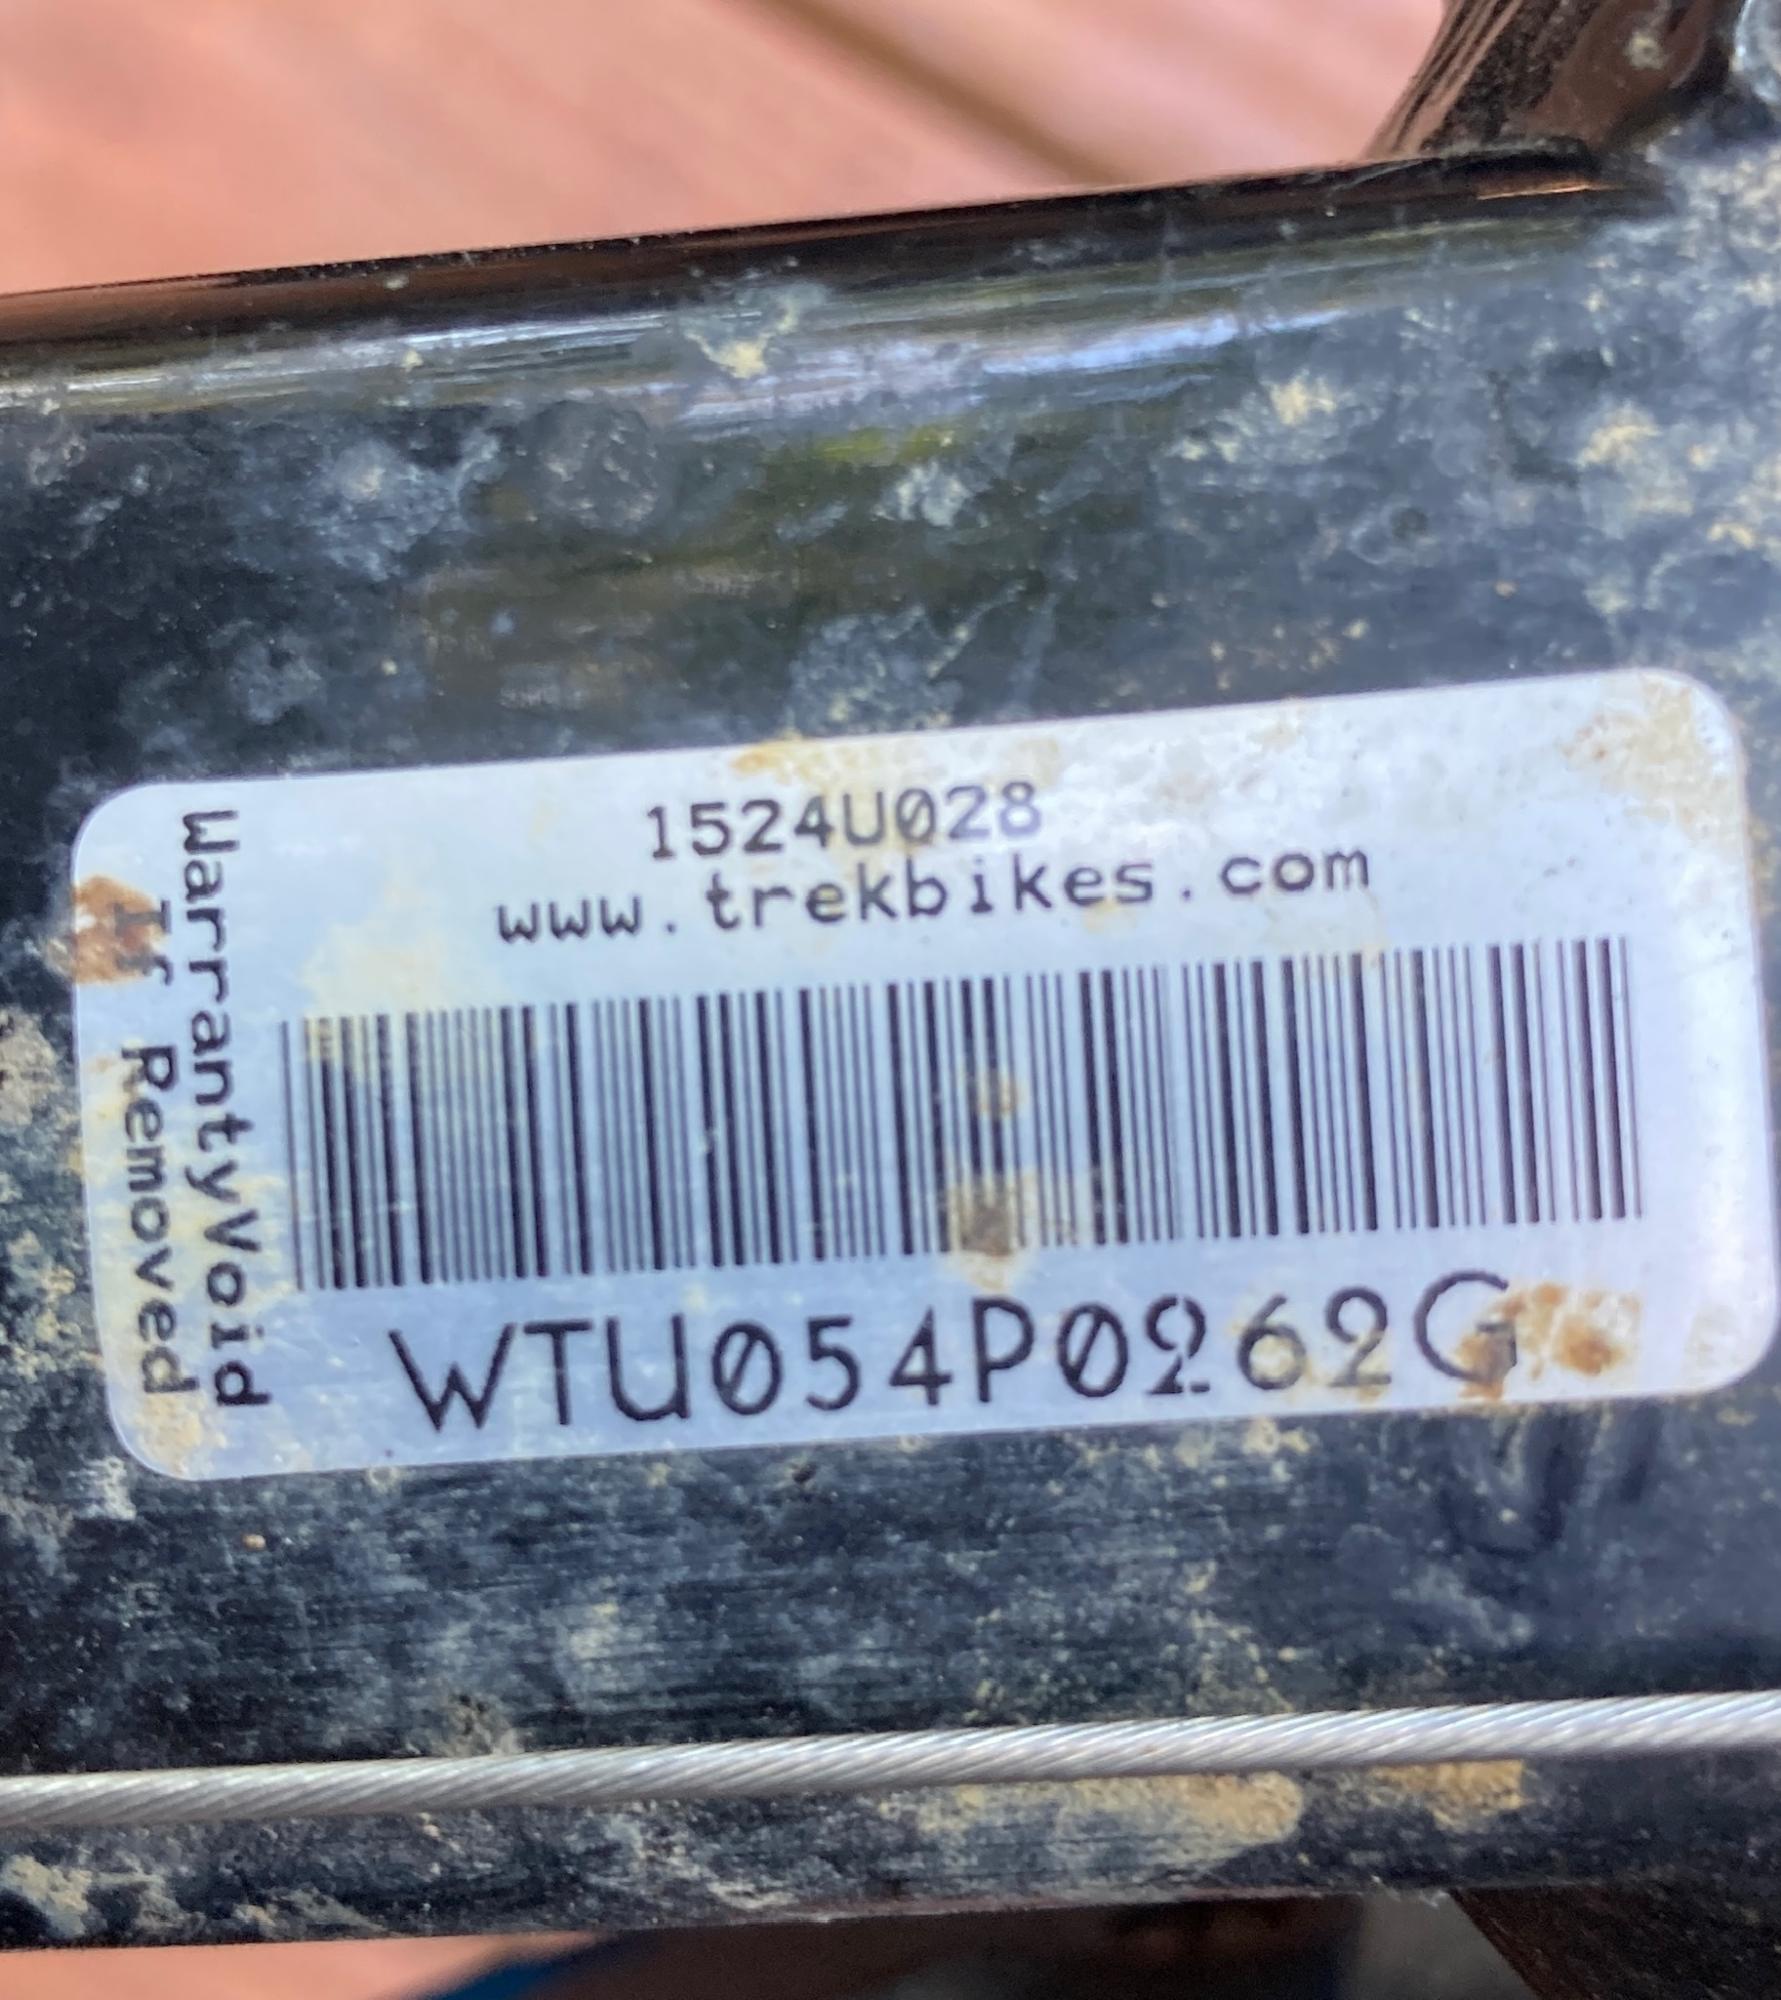 1524U028
www.trekbikes.com
WTU054P0262G
WarrantyVoid
If Removed